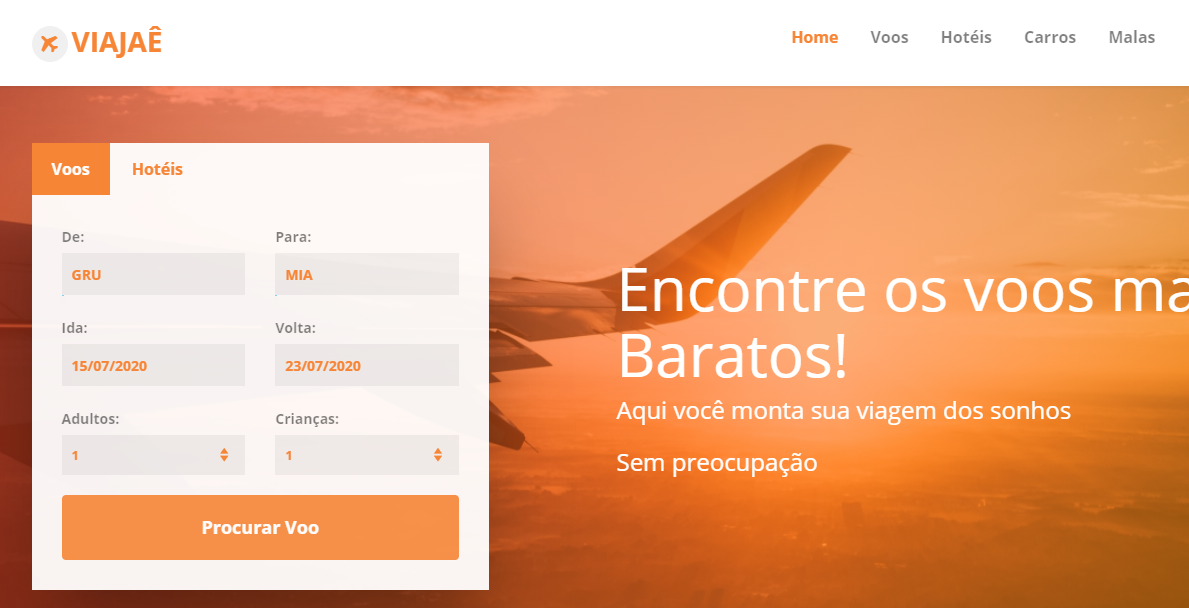 VIAJAÊ
Home Voos Hotéis Carros Malas
Voos Hotéis
De: Para:
GRU MIA
Ida: Volta:
15/07/2020 23/07/2020
Adultos: Crianças:
1 1
Procurar Voo
Encontre os voos
Baratos!
Aqui você monta sua viagem dos sonhos
Sem preocupação